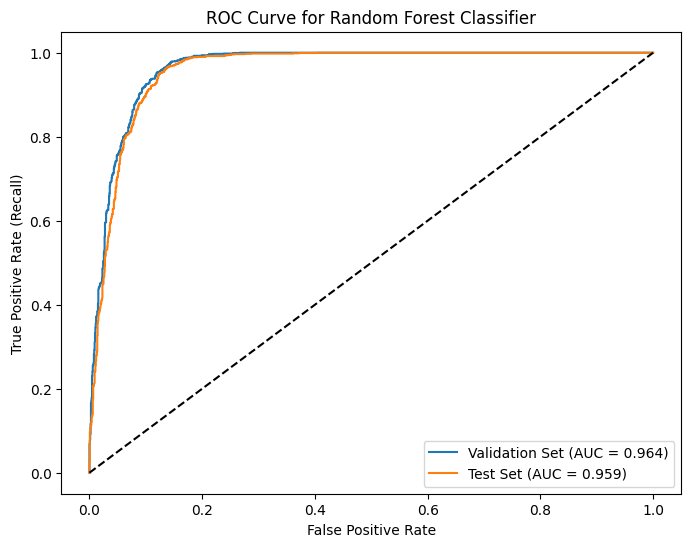 ROC Curve for Random Forest Classifier
1.0
0.8
0.6
0.4
0.2
0.0
True Positive Rate (Recall)
Validation Set (AUC = 0.964)
Test Set (AUC = 0.959)
0.0 0.2 0.4 0.6 0.8 1.0
False Positive Rate